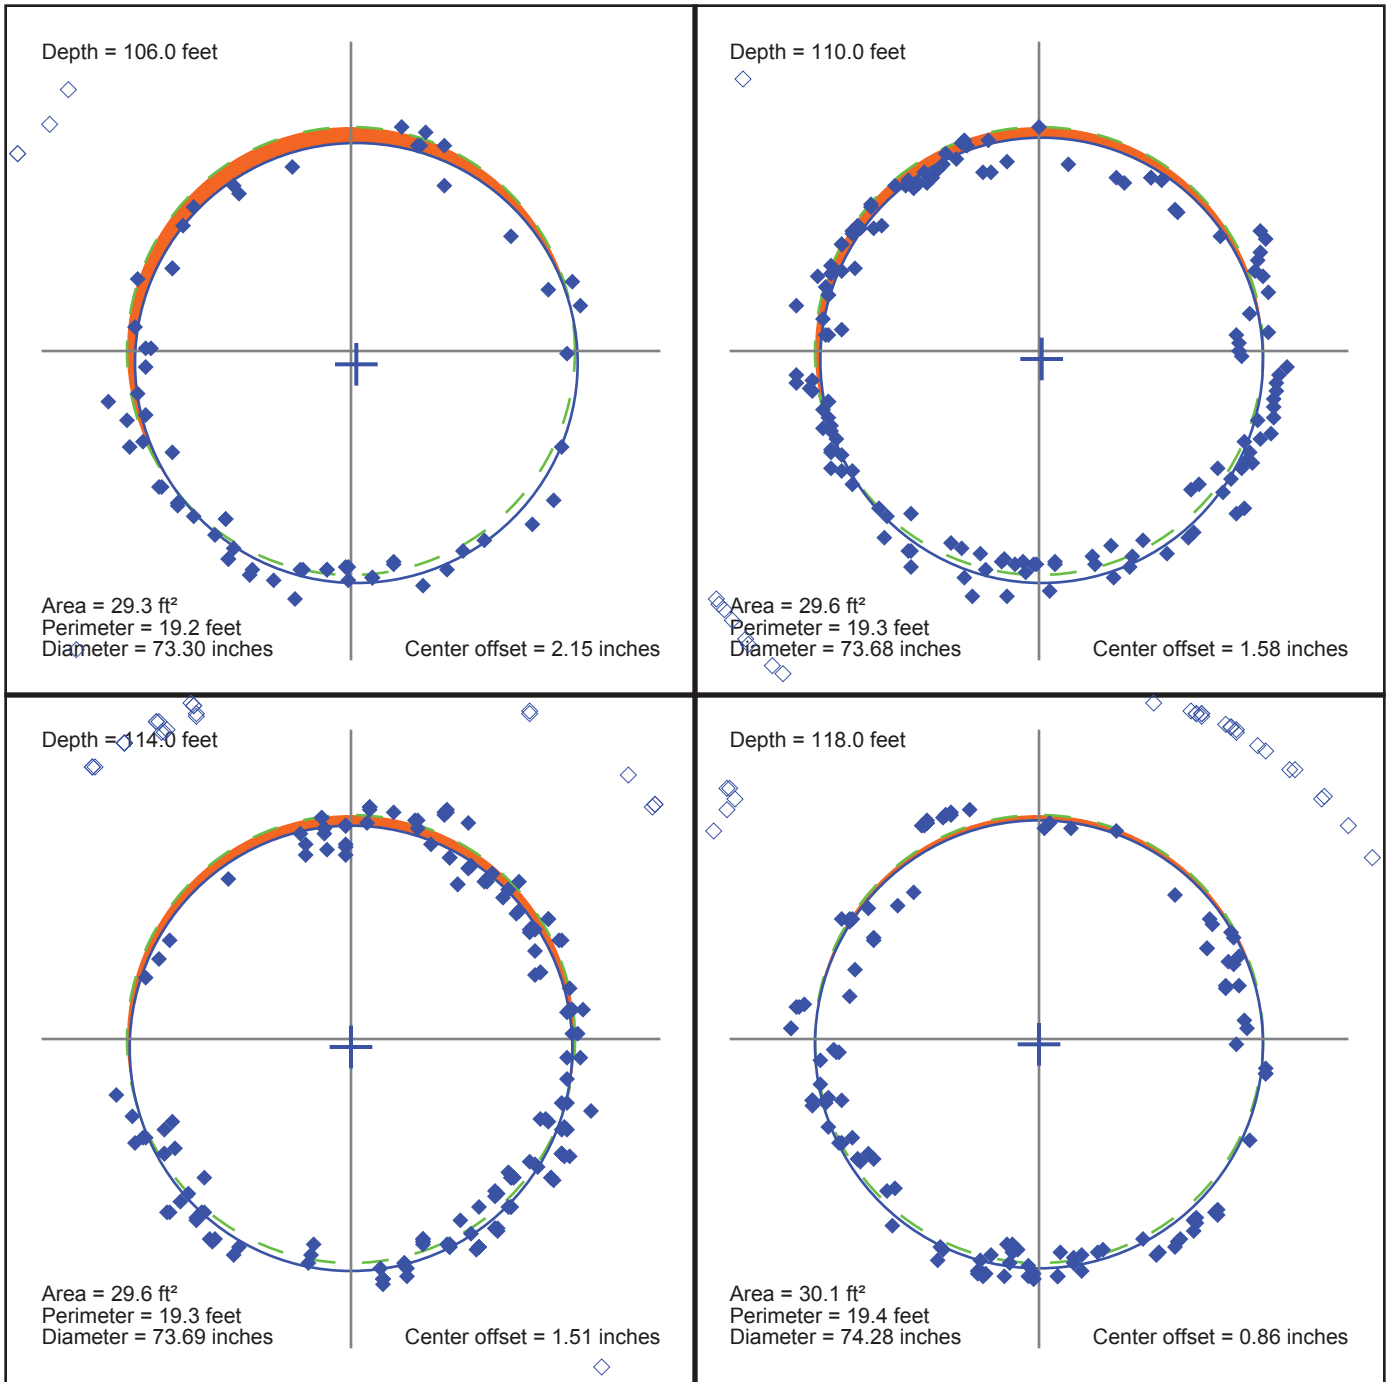 Depth = 106.0 feet
Area = 29.3 ft²
Perimeter = 19.2 feet
Diameter = 73.30 inches
Center offset = 2.15 inches
Depth = 110.0 feet
Area = 29.6 ft²
Perimeter = 19.3 feet
Diameter = 73.68 inches
Center offset = 1.58 inches
Depth = 114.0 feet
Area = 29.6 ft²
Perimeter = 19.3 feet
Diameter = 73.69 inches
Center offset = 1.51 inches
Depth = 118.0 feet
Area = 30.1 ft²
Perimeter = 19.4 feet
Diameter = 74.28 inches
Center offset = 0.86 inches